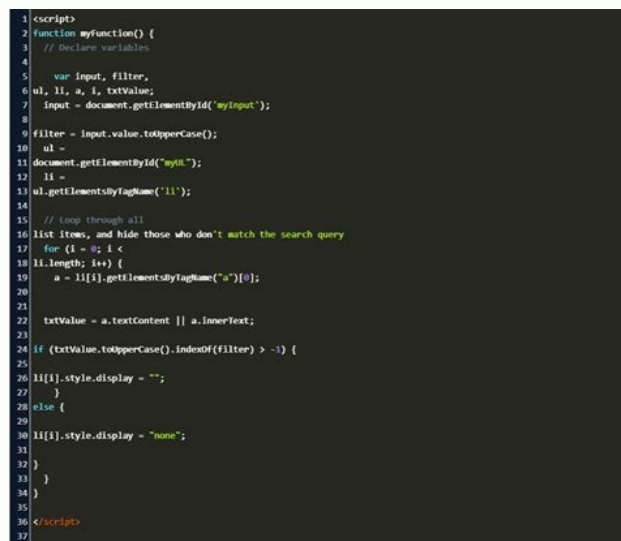 1 <script>
2 function myFunction() {
3 // Declare variables
4
5 var input, filter,
6 ul, li, a, i, txtValue;
7 input = document.getElementById('myInput');
8
9 filter = input.value.toUpperCase();
10 ul =
11 document.getElementById("myUL");
12 li =
13 ul.getElementsByTagName('li');
14
15 // Loop through all
16 list items, and hide those who don't match the search query
17 for (i = 0; i <
18 li.length; i++) {
19 a = li[i].getElementsByTagName("a")[0];
20
21
22 txtValue = a.textContent || a.innerText;
23
24 if (txtValue.toUpperCase().indexOf(filter) > -1) {
25
26 li[i].style.display = "";
27 }
28 else {
29
30 li[i].style.display = "none";
31
32 }
33 }
34 }
35
36 </script>
37